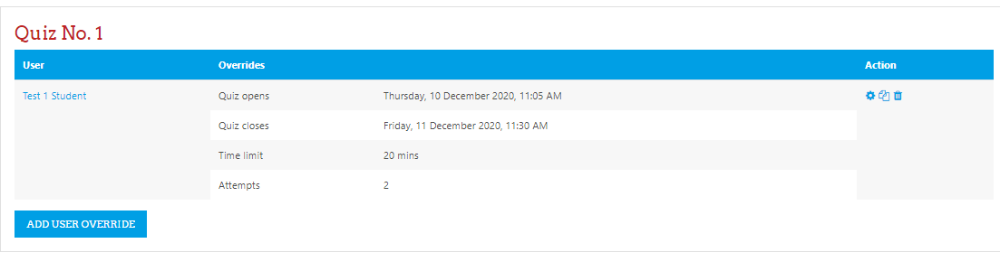 Quiz No. 1
User Overrides Action
Test 1 Student Quiz opens Thursday, 10 December 2020, 11:05 AM
Quiz closes Friday, 11 December 2020, 11:30 AM
Time limit 20 mins
Attempts 2
ADD USER OVERRIDE